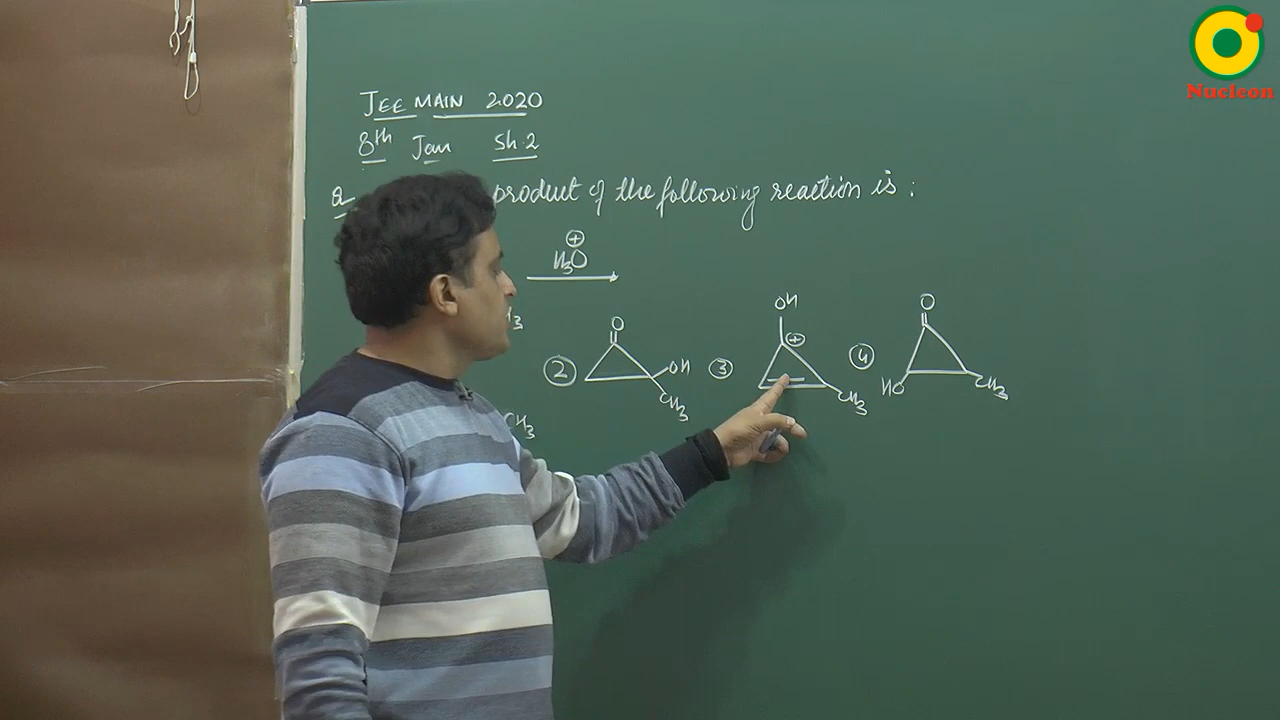 Nucleon
JEE MAIN 2020
8th Jan Sh.2
Q product of the following reaction is :
H3O⊕
② O OH CH3
③ OH ⊕ CH3
④ O HO CH3
CH3